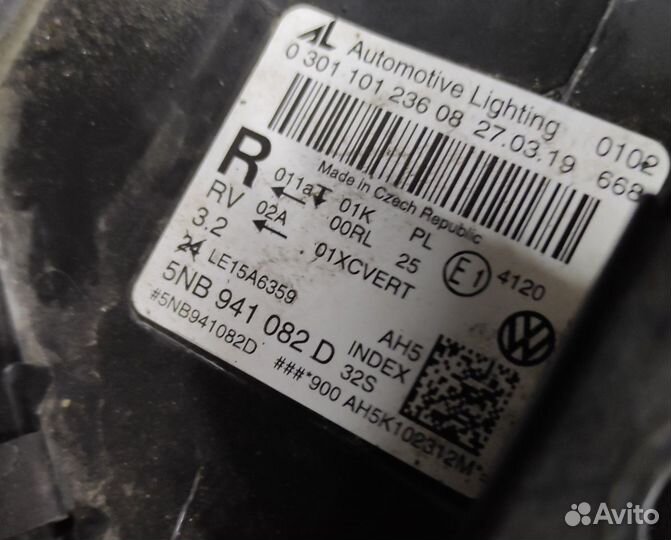 AL Automotive Lighting
0 301 101 236 08 27.03.19 0102
668
Made in Czech Republic
R 011aT 01K PL
RV 02A 00RL 25 E1 4120
3.2 01XCVERT
24 LE15A6359
5NB 941 082 D AH5
#5NB941082D INDEX
32S
###*900 AH5K102312M*=
Avito